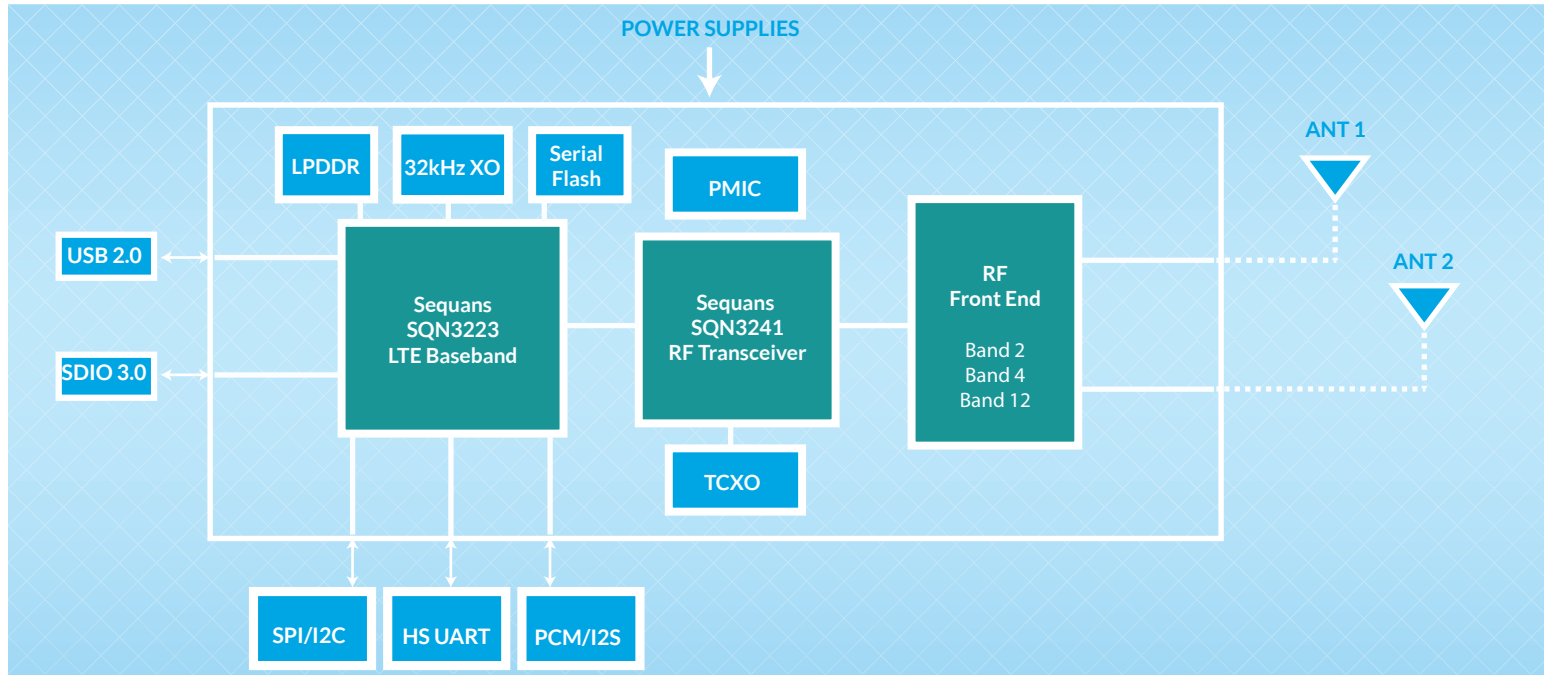 POWER SUPPLIES
ANT 1
LPDDR
32kHz XO
Serial
Flash
PMIC
USB 2.0
RF
Front End
ANT 2
Sequans
SQN3223
LTE Baseband
Sequans
SQN3241
RF Transceiver
Band 2
Band 4
Band 12
SDIO 3.0
TCXO
SPI/I2C
HS UART
PCM/I2S